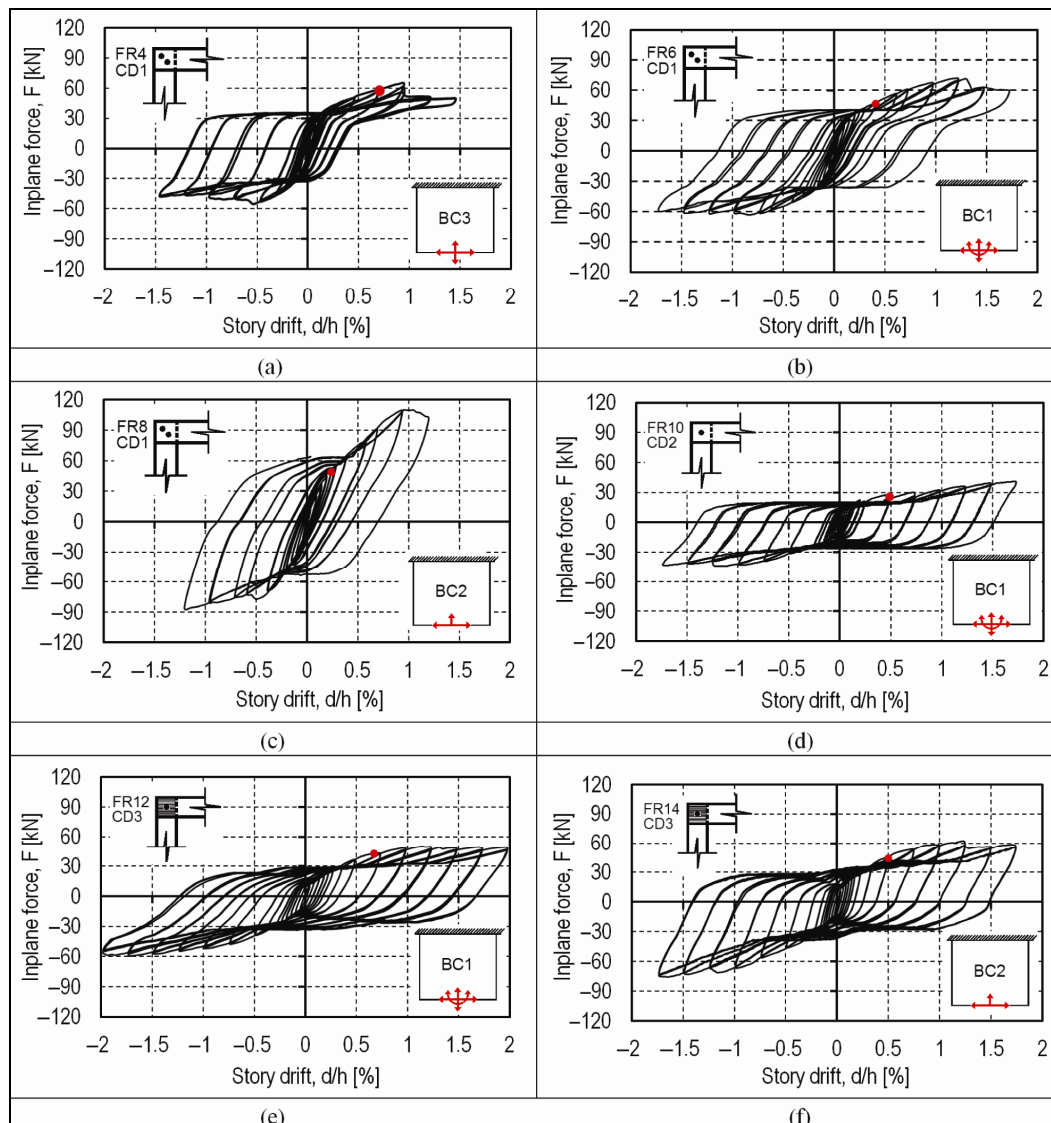 120
90
60
30
0
−30
−60
−90
−120
Inplane force, F [kN]
FR4
CD1
BC3
−2 −1.5 −1 −0.5 0 0.5 1 1.5 2
Story drift, d/h [%]
(a)
120
90
60
30
0
−30
−60
−90
−120
Inplane force, F [kN]
FR6
CD1
BC1
−2 −1.5 −1 −0.5 0 0.5 1 1.5 2
Story drift, d/h [%]
(b)
120
90
60
30
0
−30
−60
−90
−120
Inplane force, F [kN]
FR8
CD1
BC2
−2 −1.5 −1 −0.5 0 0.5 1 1.5 2
Story drift, d/h [%]
(c)
120
90
60
30
0
−30
−60
−90
−120
Inplane force, F [kN]
FR10
CD2
BC1
−2 −1.5 −1 −0.5 0 0.5 1 1.5 2
Story drift, d/h [%]
(d)
120
90
60
30
0
−30
−60
−90
−120
Inplane force, F [kN]
FR12
CD3
BC1
−2 −1.5 −1 −0.5 0 0.5 1 1.5 2
Story drift, d/h [%]
(e)
120
90
60
30
0
−30
−60
−90
−120
Inplane force, F [kN]
FR14
CD3
BC2
−2 −1.5 −1 −0.5 0 0.5 1 1.5 2
Story drift, d/h [%]
(f)